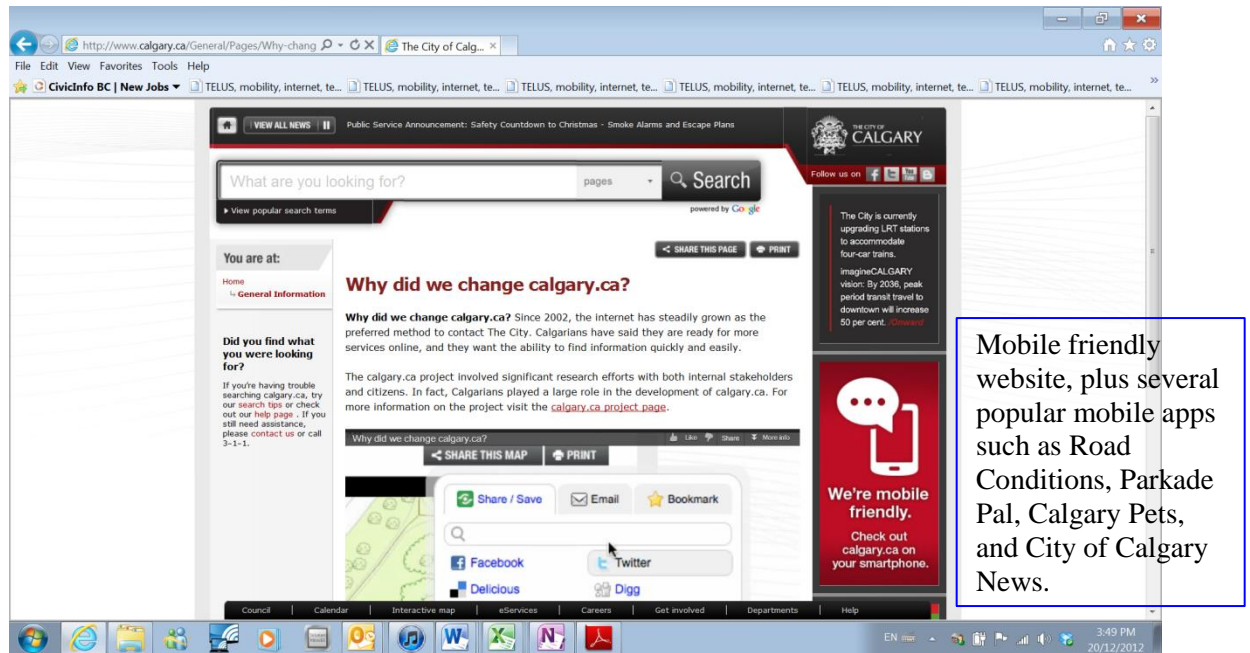 http://www.calgary.ca/General/Pages/Why-chang
The City of Calg...
File Edit View Favorites Tools Help
CivicInfo BC | New Jobs
TELUS, mobility, internet, te...
TELUS, mobility, internet, te...
TELUS, mobility, internet, te...
TELUS, mobility, internet, te...
TELUS, mobility, internet, te...
TELUS, mobility, internet, te...
VIEW ALL NEWS
Public Service Announcement: Safety Countdown to Christmas - Smoke Alarms and Escape Plans
THE CITY OF
CALGARY
What are you looking for?
pages
Search
Follow us on
View popular search terms
powered by Google
SHARE THIS PAGE
PRINT
You are at:
Home
General Information
Did you find what
you were looking
for?
If you're having trouble
searching calgary.ca, try
our search tips or check
out our help page . If you
still need assistance,
please contact us or call
3-1-1.
Why did we change calgary.ca?
Why did we change calgary.ca? Since 2002, the internet has steadily grown as the
preferred method to contact The City. Calgarians have said they are ready for more
services online, and they want the ability to find information quickly and easily.
The calgary.ca project involved significant research efforts with both internal stakeholders
and citizens. In fact, Calgarians played a large role in the development of calgary.ca. For
more information on the project visit the calgary.ca project page.
Why did we change calgary.ca?
Like
Share
More info
SHARE THIS MAP
PRINT
Share / Save
Email
Bookmark
Facebook
Twitter
Delicious
Digg
The City is currently
upgrading LRT stations
to accommodate
four-car trains.
imagineCALGARY
vision: By 2036, peak
period transit travel to
downtown will increase
50 per cent. /Onward/
We're mobile
friendly.
Check out
calgary.ca on
your smartphone.
Mobile friendly
website, plus several
popular mobile apps
such as Road
Conditions, Parkade
Pal, Calgary Pets,
and City of Calgary
News.
Council | Calendar | Interactive map | eServices | Careers | Get involved | Departments | Help
EN
3:49 PM
20/12/2012